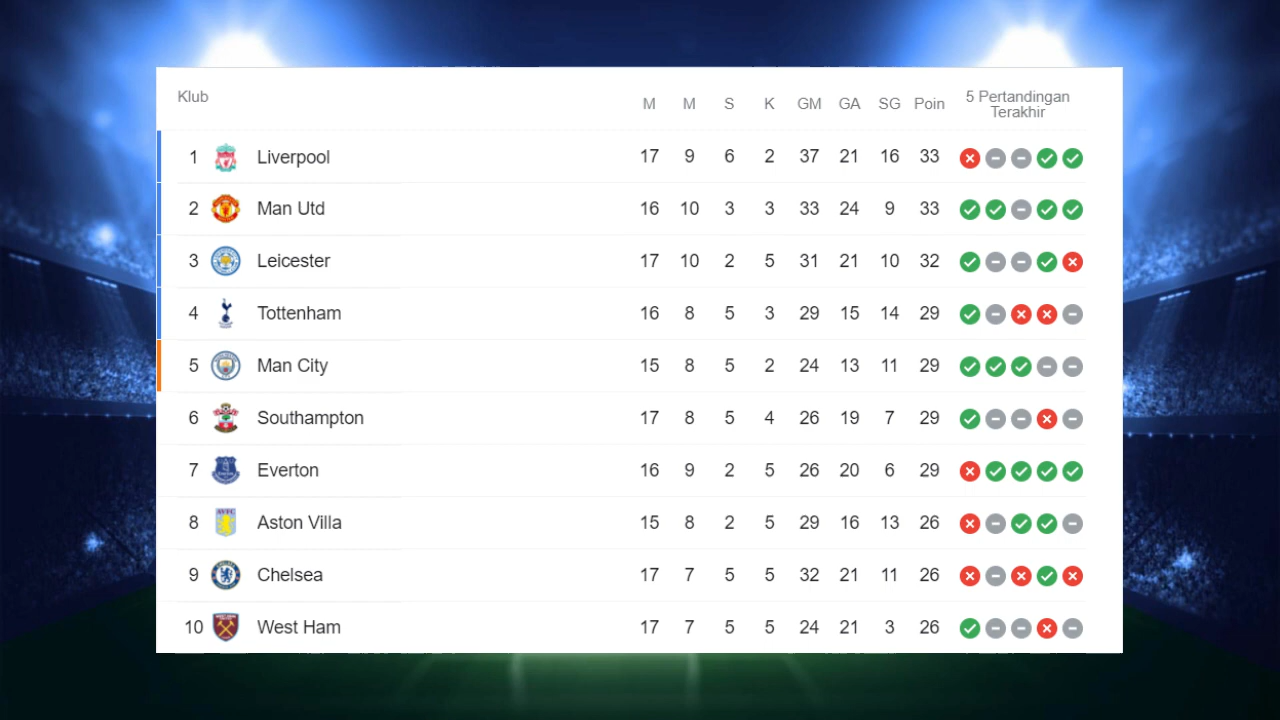 Klub M M S K GM GA SG Poin 5 Pertandingan
Terakhir
1 Liverpool 17 9 6 2 37 21 16 33
2 Man Utd 16 10 3 3 33 24 9 33
3 Leicester 17 10 2 5 31 21 10 32
4 Tottenham 16 8 5 3 29 15 14 29
5 Man City 15 8 5 2 24 13 11 29
6 Southampton 17 8 5 4 26 19 7 29
7 Everton 16 9 2 5 26 20 6 29
8 Aston Villa 15 8 2 5 29 16 13 26
9 Chelsea 17 7 5 5 32 21 11 26
10 West Ham 17 7 5 5 24 21 3 26